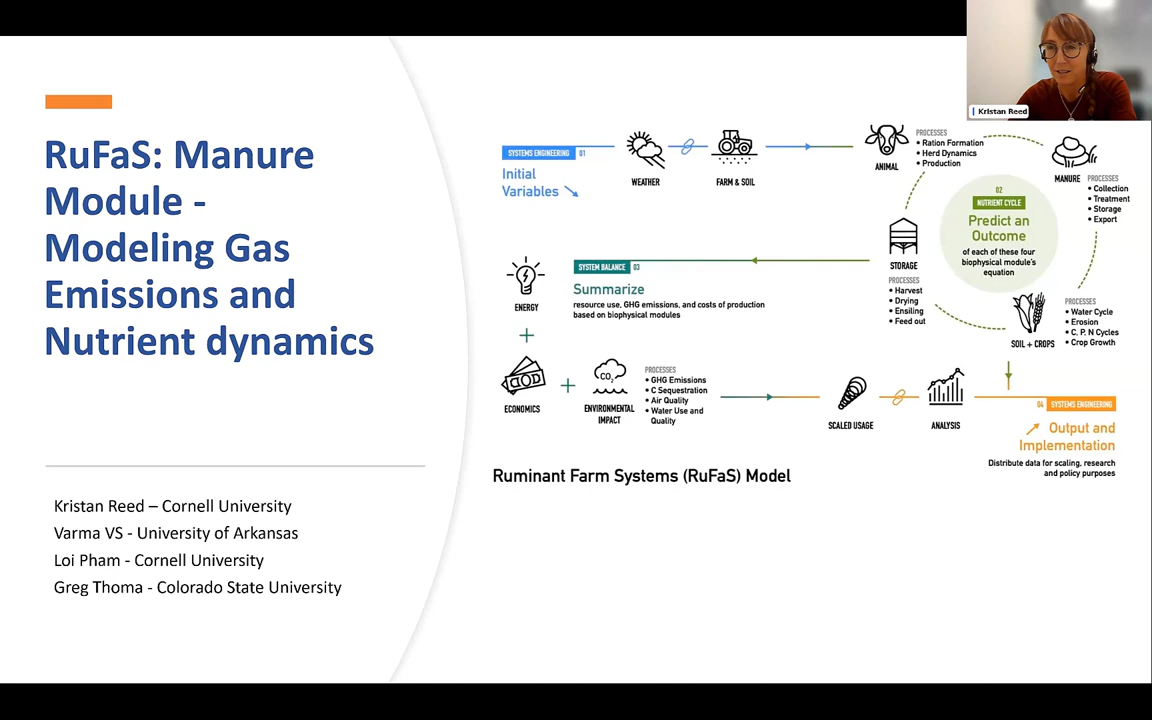 Kristan Reed
RuFaS: Manure
Module -
Modeling Gas
Emissions and
Nutrient dynamics
Kristan Reed – Cornell University
Varma VS - University of Arkansas
Loi Pham - Cornell University
Greg Thoma - Colorado State University
SYSTEMS ENGINEERING 01
Initial
Variables
WEATHER
FARM & SOIL
ANIMAL
PROCESSES
• Ration Formation
• Herd Dynamics
• Production
MANURE
PROCESSES
• Collection
• Treatment
• Storage
• Export
02
NUTRIENT CYCLE
Predict an
Outcome
of each of these four
biophysical module's
equation
STORAGE
PROCESSES
• Harvest
• Drying
• Ensiling
• Feed out
SOIL + CROPS
PROCESSES
• Water Cycle
• Erosion
• C, P, N Cycles
• Crop Growth
SYSTEM BALANCE 03
Summarize
resource use, GHG emissions, and costs of production
based on biophysical modules
ENERGY
+
ECONOMICS
+
CO2
ENVIRONMENTAL
IMPACT
PROCESSES
• GHG Emissions
• C Sequestration
• Air Quality
• Water Use and
Quality
SCALED USAGE
ANALYSIS
04 SYSTEMS ENGINEERING
Output and
Implementation
Distribute data for scaling, research
and policy purposes
Ruminant Farm Systems (RuFaS) Model